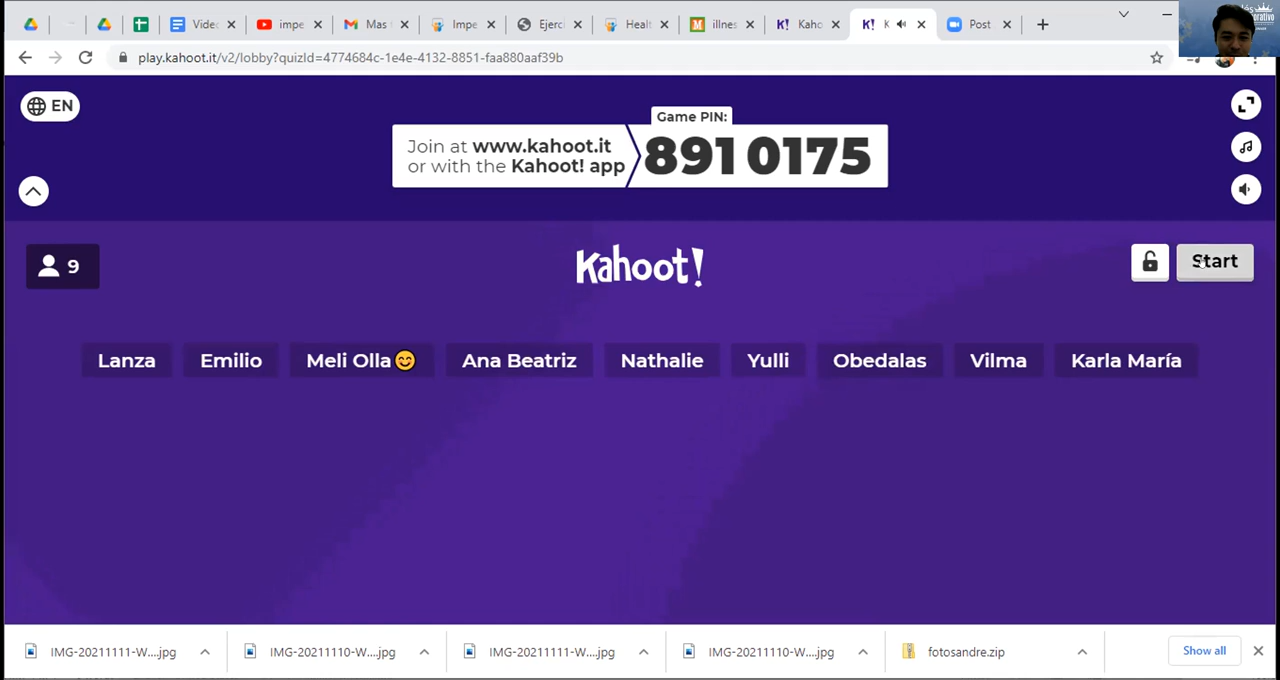 Videc
impe
Mas
Impe
Ejerci
Healt
illnes
Kaho
K
Post
play.kahoot.it/v2/lobby?quizId=4774684c-1e4e-4132-8851-faa880aaf39b
EN
Game PIN:
Join at www.kahoot.it
or with the Kahoot! app
891 0175
9
Kahoot!
Start
Lanza
Emilio
Meli Olla😊
Ana Beatriz
Nathalie
Yulli
Obedalas
Vilma
Karla María
IMG-20211111-W....jpg
IMG-20211110-W....jpg
IMG-20211111-W....jpg
IMG-20211110-W....jpg
fotosandre.zip
Show all